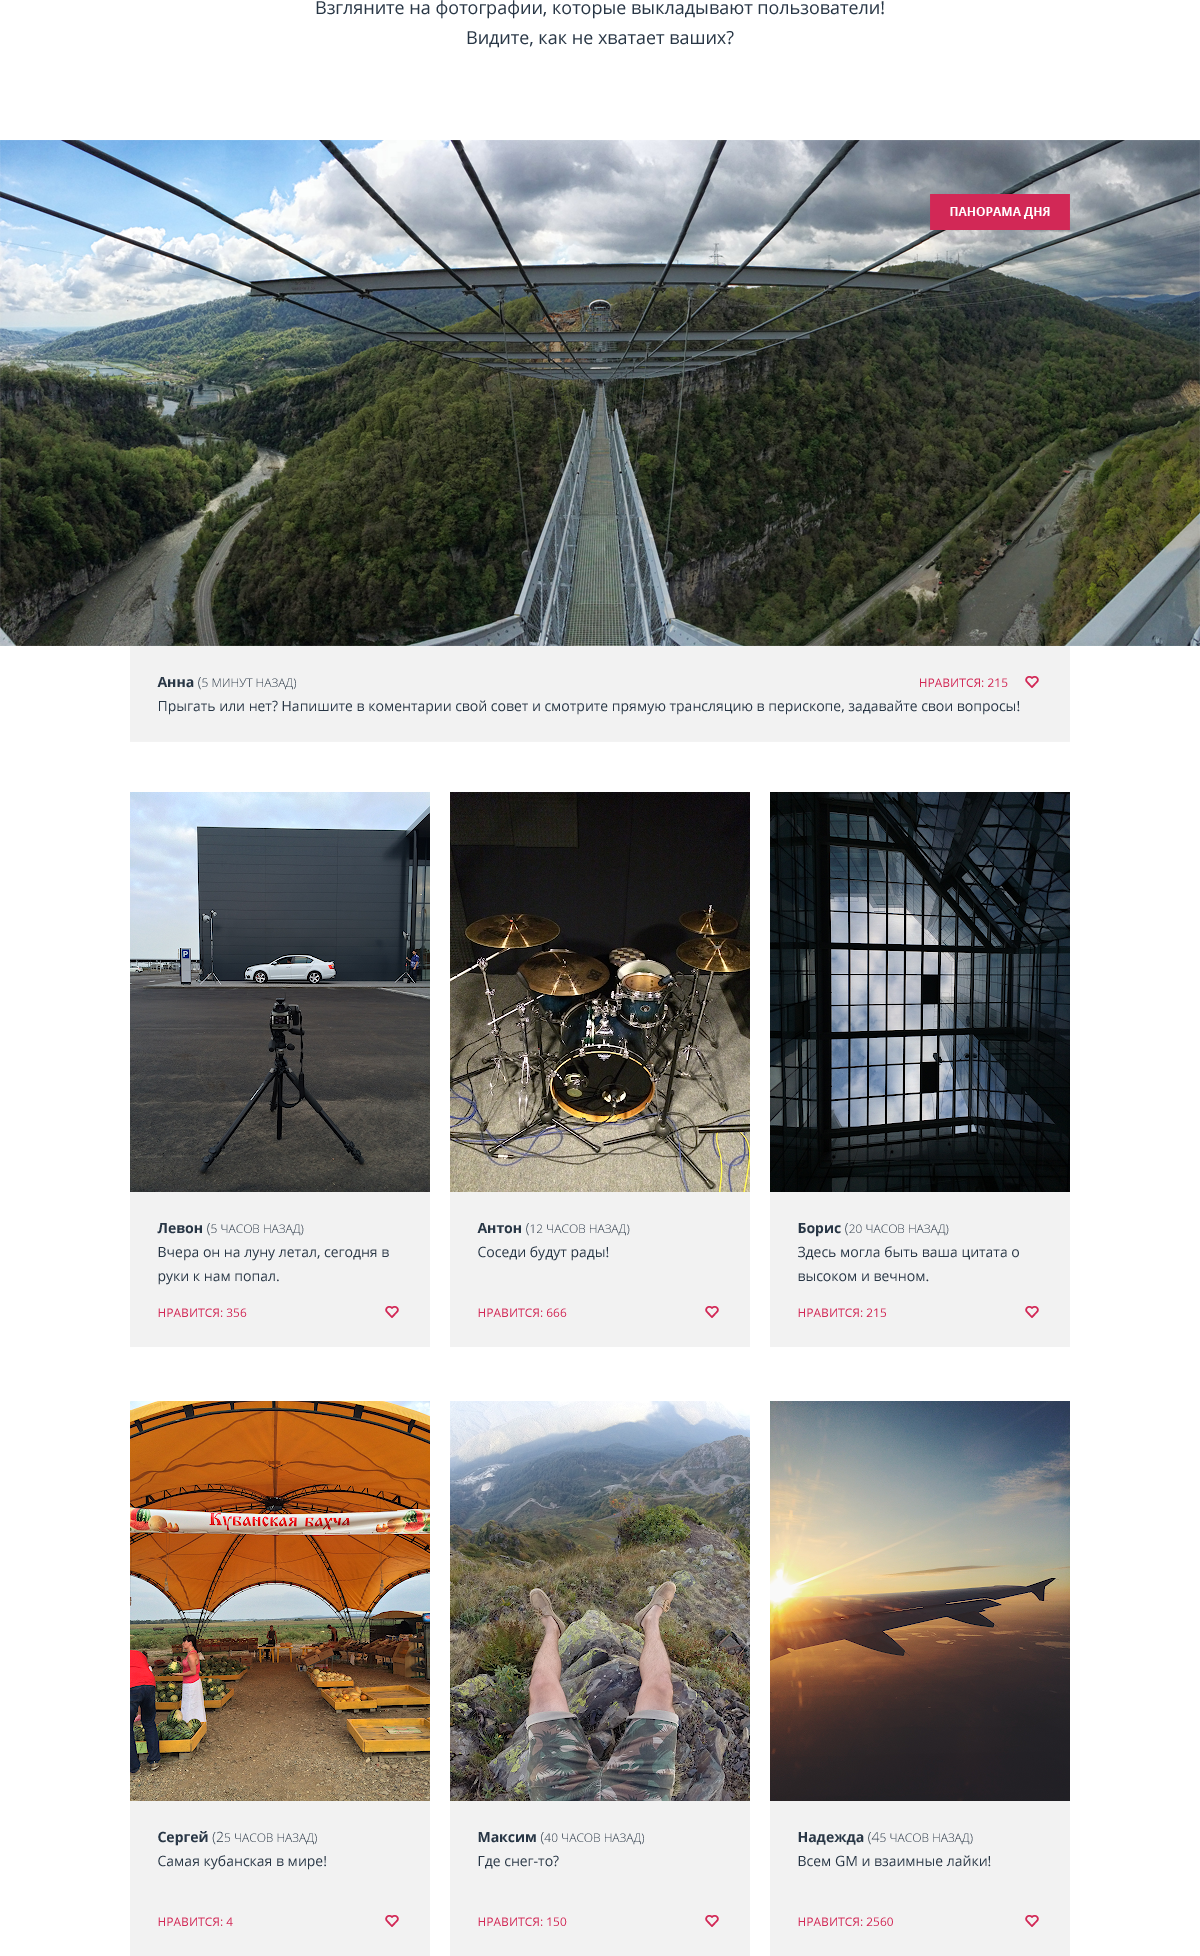 Взгляните на фотографии, которые выкладывают пользователи!
Видите, как не хватает ваших?
ПАНОРАМА ДНЯ
Анна (5 МИНУТ НАЗАД)
НРАВИТСЯ: 215
Прыгать или нет? Напишите в коментарии свой совет и смотрите прямую трансляцию в перископе, задавайте свои вопросы!
P
Левон (5 ЧАСОВ НАЗАД)
Вчера он на луну летал, сегодня в
руки к нам попал.
НРАВИТСЯ: 356
Антон (12 ЧАСОВ НАЗАД)
Соседи будут рады!
НРАВИТСЯ: 666
Борис (20 ЧАСОВ НАЗАД)
Здесь могла быть ваша цитата о
высоком и вечном.
НРАВИТСЯ: 215
Кубанская бахча
Сергей (25 ЧАСОВ НАЗАД)
Самая кубанская в мире!
НРАВИТСЯ: 4
Максим (40 ЧАСОВ НАЗАД)
Где снег-то?
НРАВИТСЯ: 150
Надежда (45 ЧАСОВ НАЗАД)
Всем GM и взаимные лайки!
НРАВИТСЯ: 2560